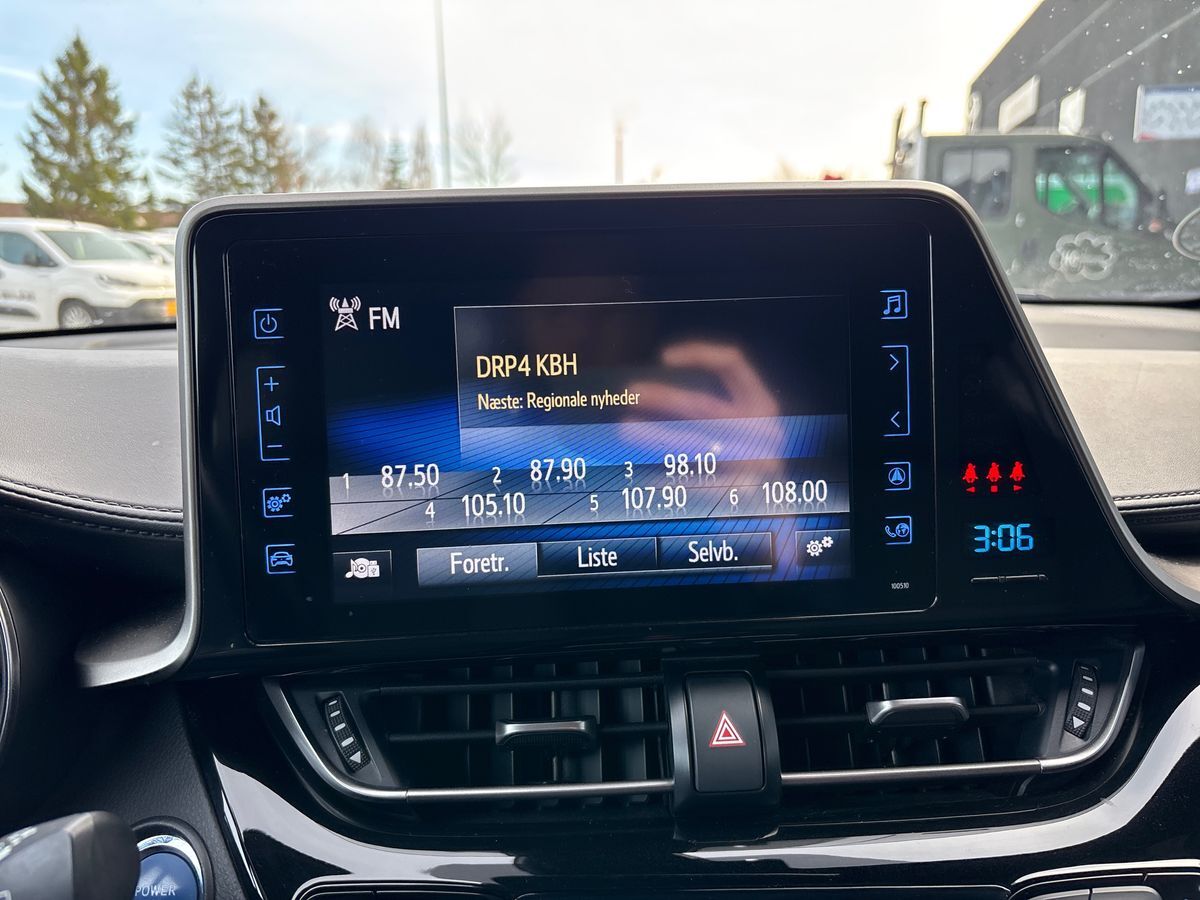 FM
DRP4 KBH
Næste: Regionale nyheder
1 87.50 2 87.90 3 98.10
4 105.10 5 107.90 6 108.00
Foretr. Liste Selvb.
100510
3:06
POWER